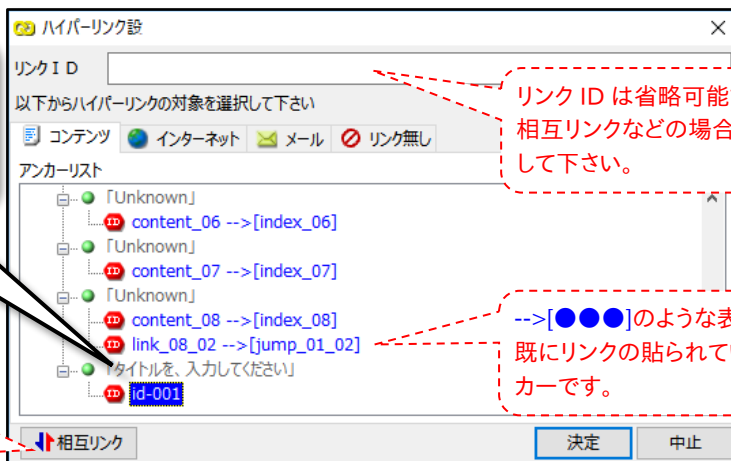 ハイパーリンク設
リンクＩＤ
以下からハイパーリンクの対象を選択して下さい
コンテンツ インターネット メール リンク無し
アンカーリスト
「Unknown」
ID content_06 -->[index_06]
「Unknown」
ID content_07 -->[index_07]
「Unknown」
ID content_08 -->[index_08]
ID link_08_02 -->[jump_01_02]
「タイトルを、入力してください」
ID id-001
相互リンク 決定 中止
リンク ID は省略可能
相互リンクなどの場合
して下さい。
-->[●●●]のような表
既にリンクの貼られてい
カーです。